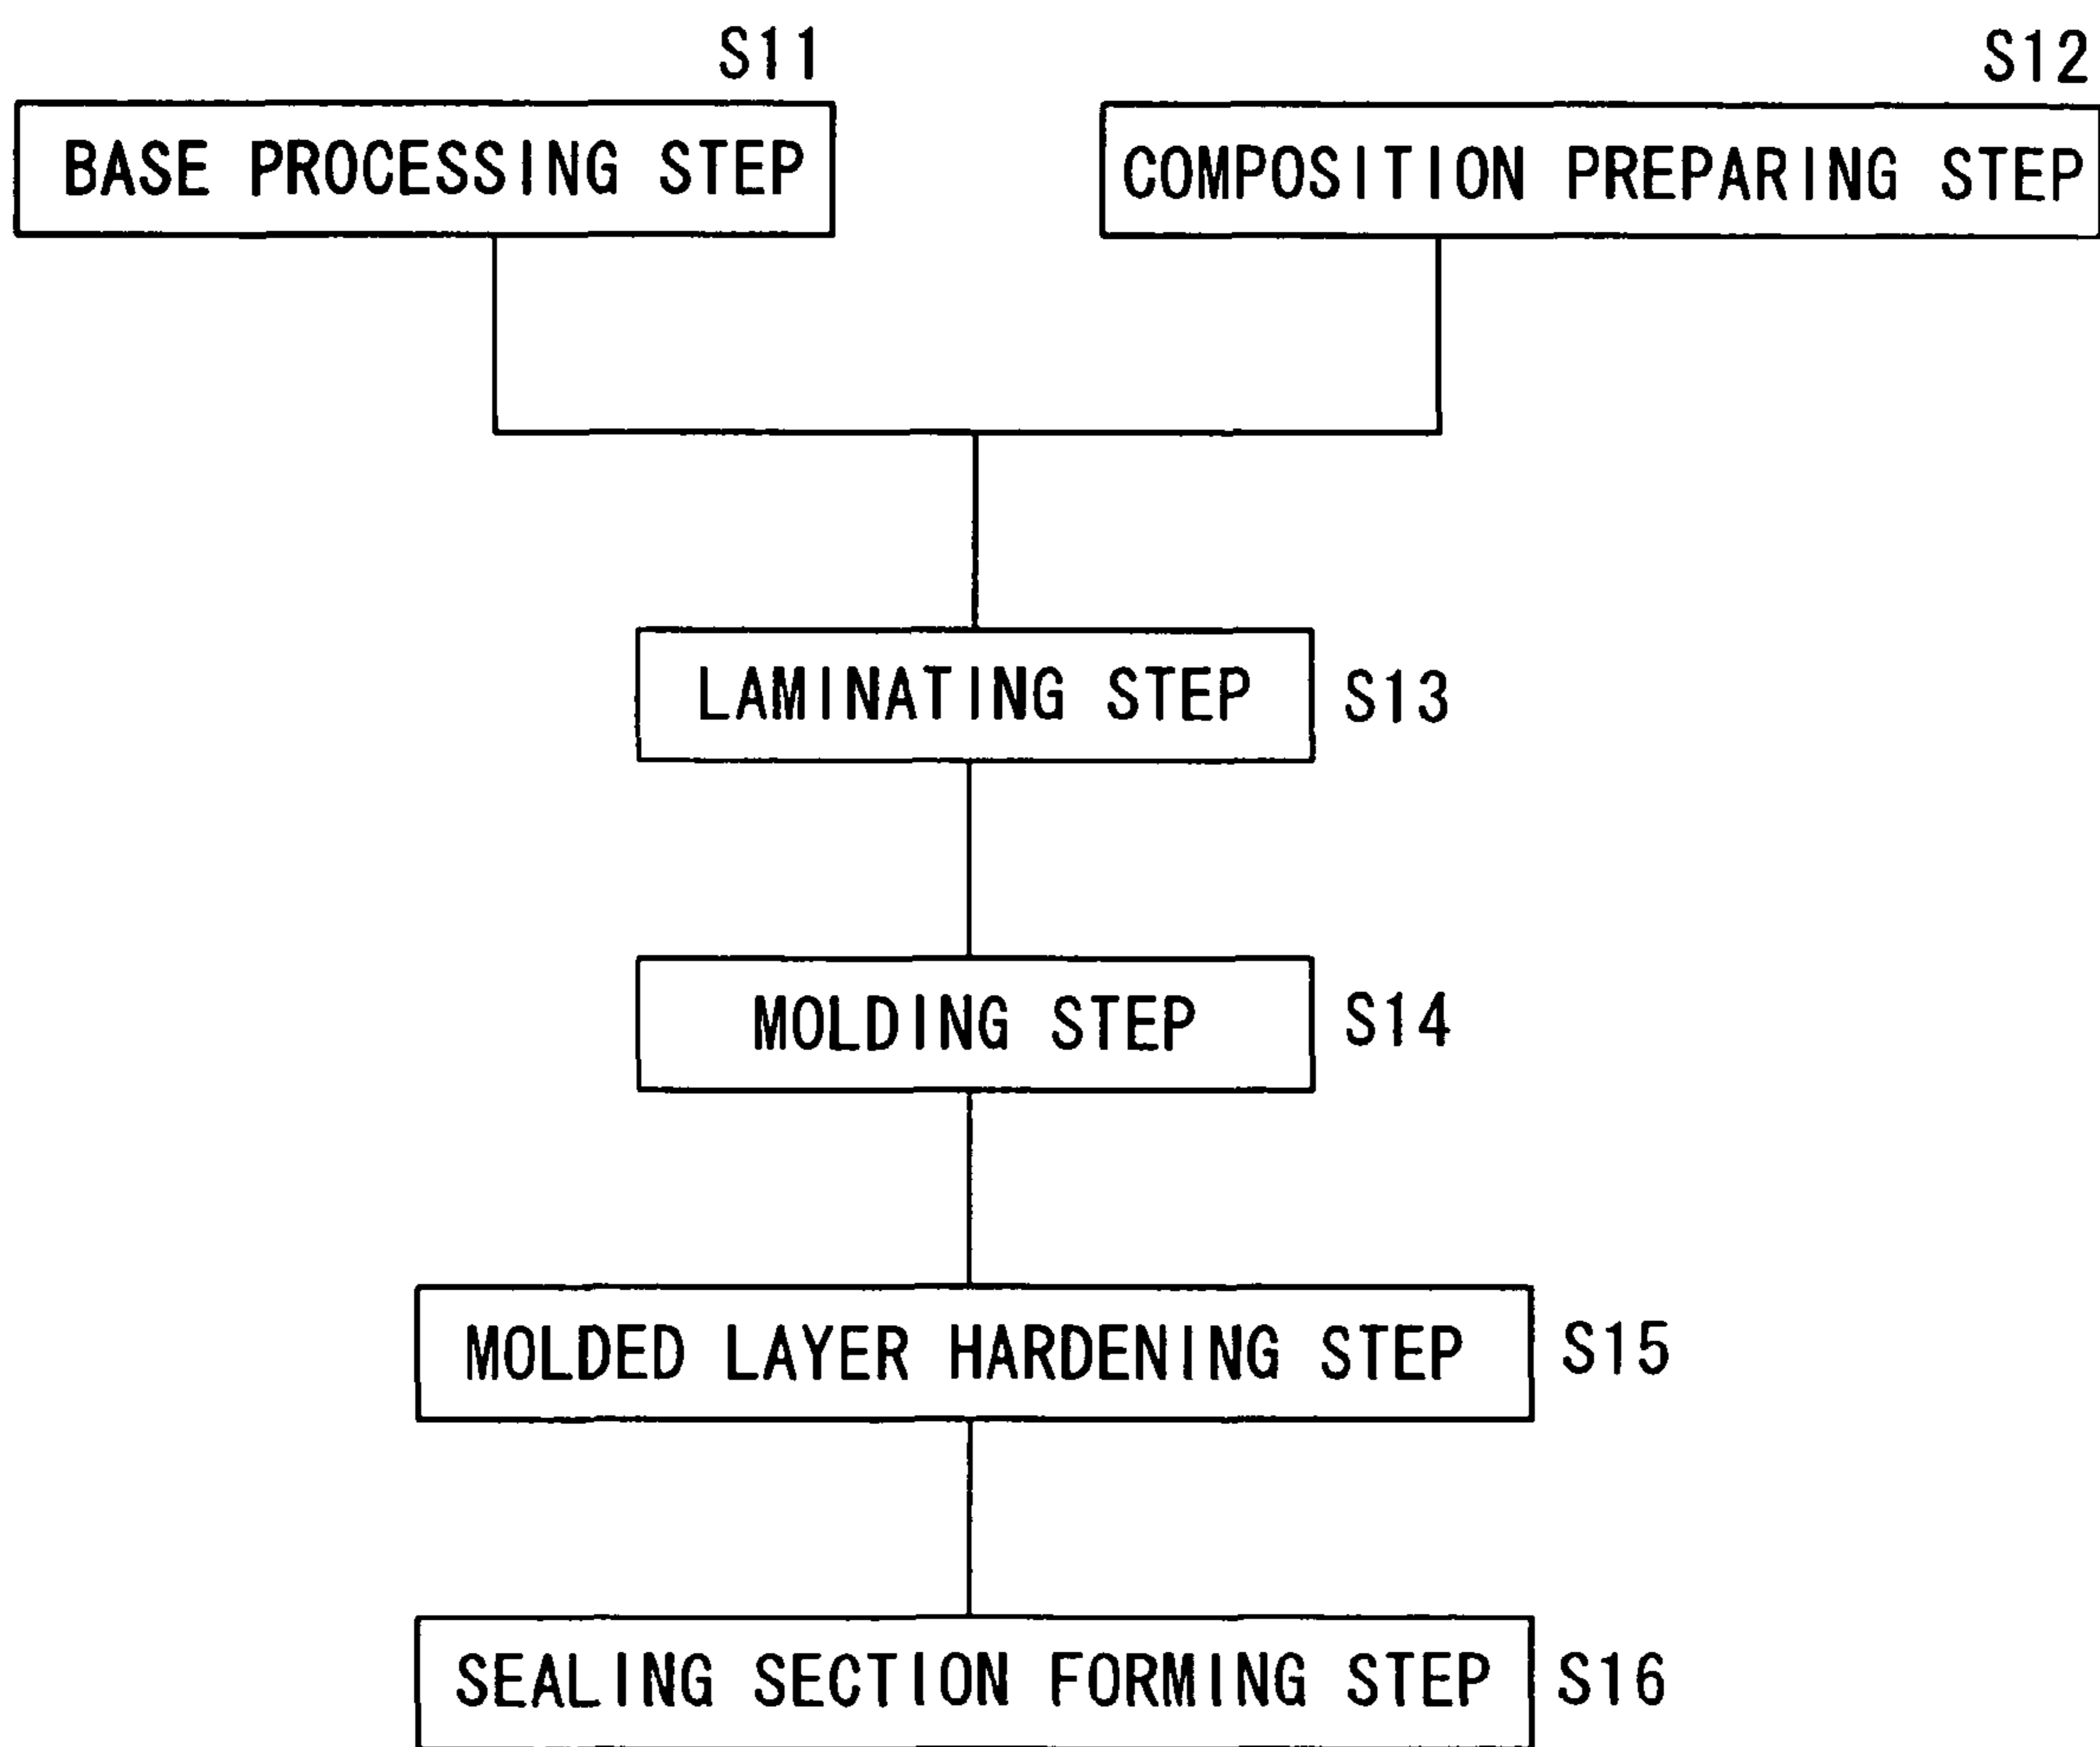 S11
S12
BASE PROCESSING STEP
COMPOSITION PREPARING STEP
LAMINATING STEP
S13
MOLDING STEP
S14
MOLDED LAYER HARDENING STEP
S15
SEALING SECTION FORMING STEP
S16